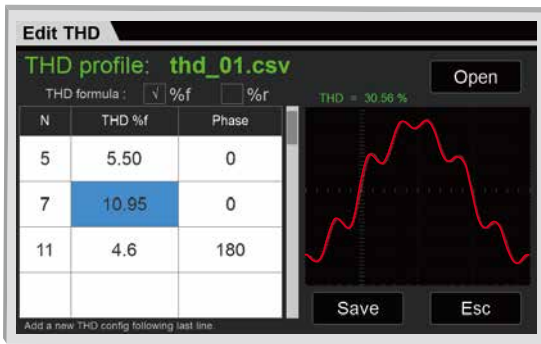 Edit THD
THD profile: thd_01.csv
Open
THD formula : √ %f %r
THD = 30.56 %
N THD %f Phase
5 5.50 0
7 10.95 0
11 4.6 180
Save Esc
Add a new THD config following last line.